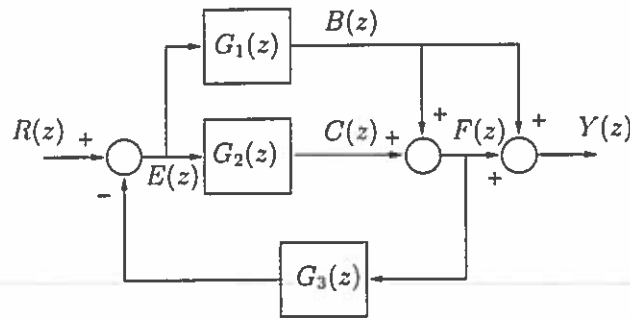 B(z)
G₁(z)
R(z) + C(z) + + F(z) + Y(z)
E(z) G₂(z) +
−
G₃(z)